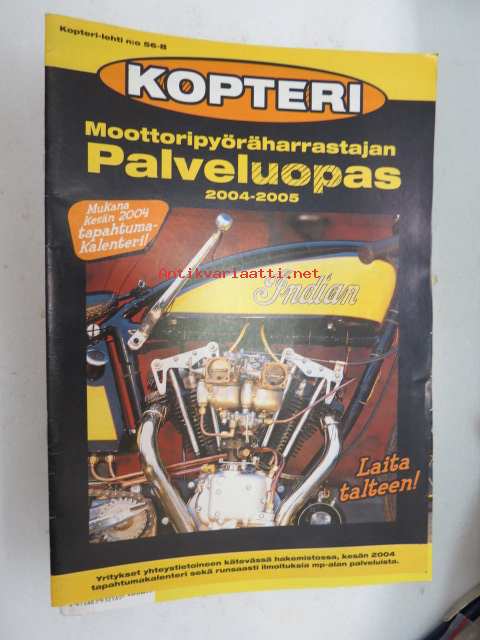 Kopteri-lehti n:o 56-B
KOPTERI
Moottoripyöräharrastajan
Palveluopas
2004-2005
Mukana
kesän 2004
tapahtuma-
kalenteri!
Antikvariaatti.net
Indian
Laita
talteen!
Yritykset yhteystietoineen kätevässä hakemistossa, kesän 2004
tapahtumakalenteri sekä runsaasti ilmoituksia mp-alan palveluista.